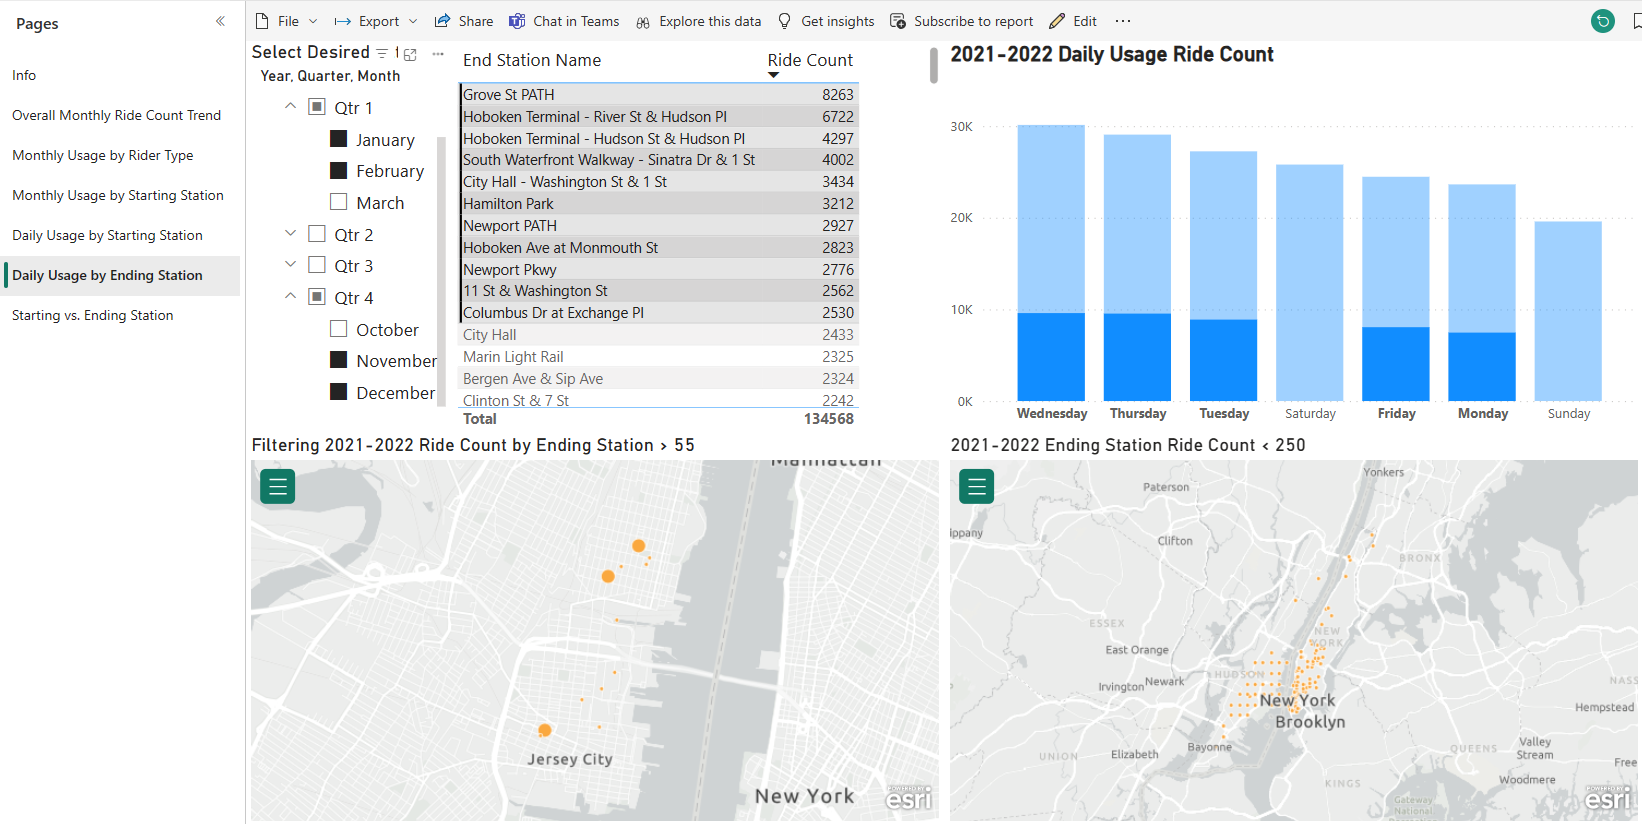 Pages
Info
Overall Monthly Ride Count Trend
Monthly Usage by Rider Type
Monthly Usage by Starting Station
Daily Usage by Starting Station
Daily Usage by Ending Station
Starting vs. Ending Station
File Export Share Chat in Teams Explore this data Get insights Subscribe to report Edit
Select Desired
Year, Quarter, Month
Qtr 1
January
February
March
Qtr 2
Qtr 3
Qtr 4
October
November
December
End Station Name Ride Count
Grove St PATH 8263
Hoboken Terminal - River St & Hudson Pl 6722
Hoboken Terminal - Hudson St & Hudson Pl 4297
South Waterfront Walkway - Sinatra Dr & 1 St 4002
City Hall - Washington St & 1 St 3434
Hamilton Park 3212
Newport PATH 2927
Hoboken Ave at Monmouth St 2823
Newport Pkwy 2776
11 St & Washington St 2562
Columbus Dr at Exchange Pl 2530
City Hall 2433
Marin Light Rail 2325
Bergen Ave & Sip Ave 2324
Clinton St & 7 St 2242
Total 134568
2021-2022 Daily Usage Ride Count
30K
20K
10K
0K
Wednesday Thursday Tuesday Saturday Friday Monday Sunday
Filtering 2021-2022 Ride Count by Ending Station > 55
Manhattan
Jersey City
New York
POWERED BY
esri
2021-2022 Ending Station Ride Count < 250
Yonkers
Paterson
ippany
Clifton
BRONX
ESSEX
NEW
YORK
East Orange
HUDSON
Irvington Newark
NASS
New York
Hempstead
Brooklyn
Bayonne
QUEENS
Valley
Stream
UNION
Elizabeth
Free
Woodmere
KINGS
Gateway
National
POWERED BY
esri